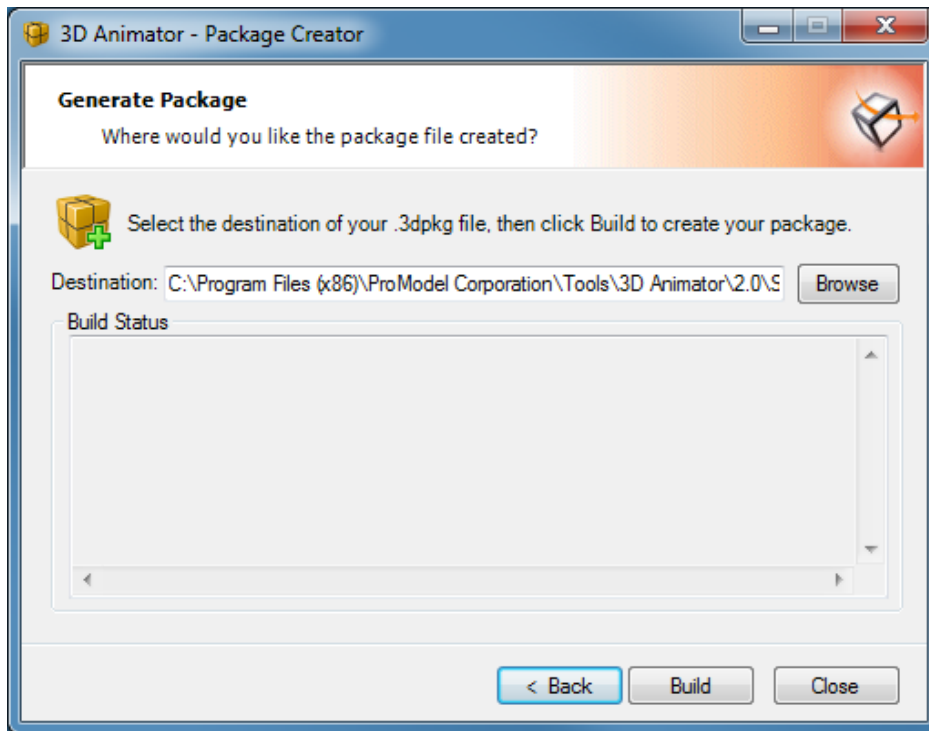 3D Animator - Package Creator
Generate Package
Where would you like the package file created?
Select the destination of your .3dpkg file, then click Build to create your package.
Destination: C:\Program Files (x86)\ProModel Corporation\Tools\3D Animator\2.0\S Browse
Build Status
< Back Build Close